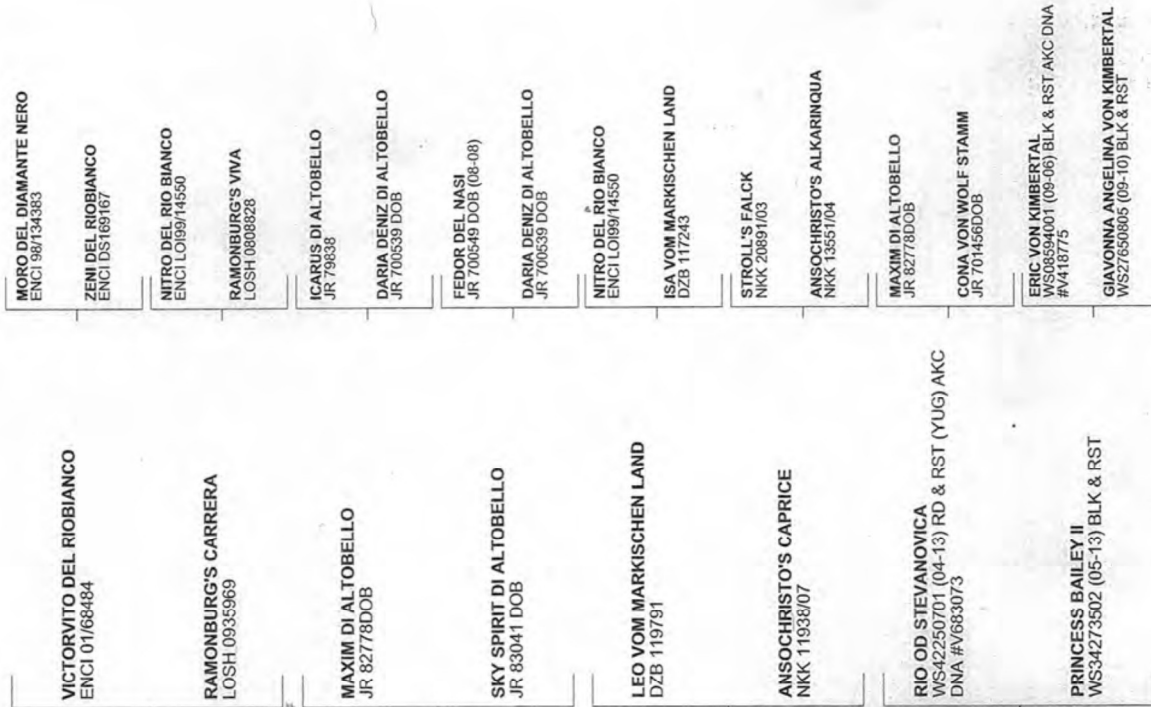 VICTORVITO DEL RIOBIANCO
ENCI 01/68484
RAMONBURG'S CARRERA
LOSH 0935969
MAXIM DI ALTOBELLO
JR 82778DOB
SKY SPIRIT DI ALTOBELLO
JR 83041 DOB
LEO VOM MARKISCHEN LAND
DZB 119791
ANSOCHRISTO'S CAPRICE
NKK 11938/07
RIO OD STEVANOVICA
WS42250701 (04-13) RD & RST (YUG) AKC
DNA #V683073
PRINCESS BAILEY II
WS34273502 (05-13) BLK & RST
MORO DEL DIAMANTE NERO
ENCI 98/134383
ZENI DEL RIOBIANCO
ENCI DS169167
NITRO DEL RIO BIANCO
ENCI LOI99/14550
RAMONBURG'S VIVA
LOSH 0808828
ICARUS DI ALTOBELLO
JR 79838
DARIA DENIZ DI ALTOBELLO
JR 700539 DOB
FEDOR DEL NASI
JR 700549 DOB (08-08)
DARIA DENIZ DI ALTOBELLO
JR 700539 DOB
NITRO DEL RIO BIANCO
ENCI LOI99/14550
ISA VOM MARKISCHEN LAND
DZB 117243
STROLL'S FALCK
NKK 20891/03
ANSOCHRISTO'S ALKARINQUA
NKK 13551/04
MAXIM DI ALTOBELLO
JR 82778DOB
CONA VON WOLF STAMM
JR 701456DOB
ERIC VON KIMBERTAL
WS08594001 (09-06) BLK & RST AKC DNA
#V418775
GIAVONNA ANGELINA VON KIMBERTAL
WS27650805 (09-10) BLK & RST